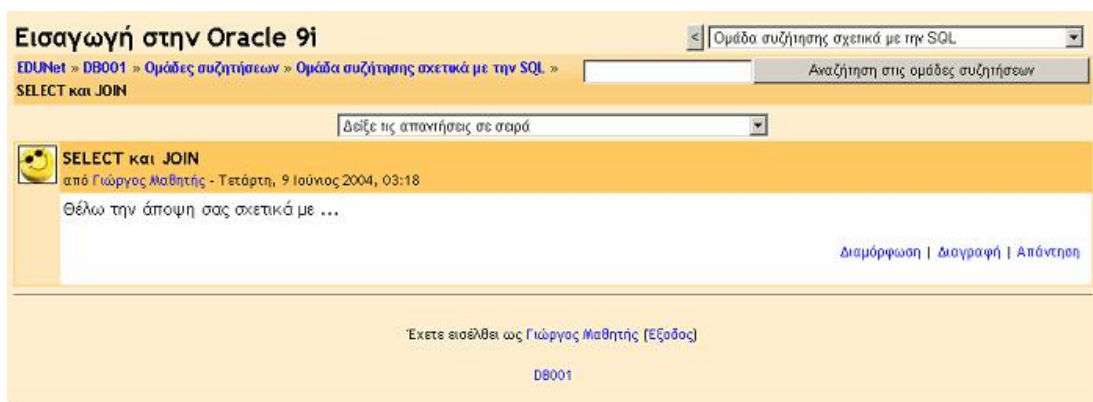 Εισαγωγή στην Oracle 9i
< Ομάδα συζήτησης σχετικά με την SQL
EDUNet » DB001 » Ομάδες συζητήσεων » Ομάδα συζήτησης σχετικά με την SQL »
SELECT και JOIN
Αναζήτηση στις ομάδες συζητήσεων
Δείξε τις απαντήσεις σε σειρά
SELECT και JOIN
από Γιώργος Μαθητής - Τετάρτη, 9 Ιούνιος 2004, 03:18
Θέλω την άποψη σας σχετικά με ...
Διαμόρφωση | Διαγραφή | Απάντηση
Έχετε εισέλθει ως Γιώργος Μαθητής (Έξοδος)
DB001